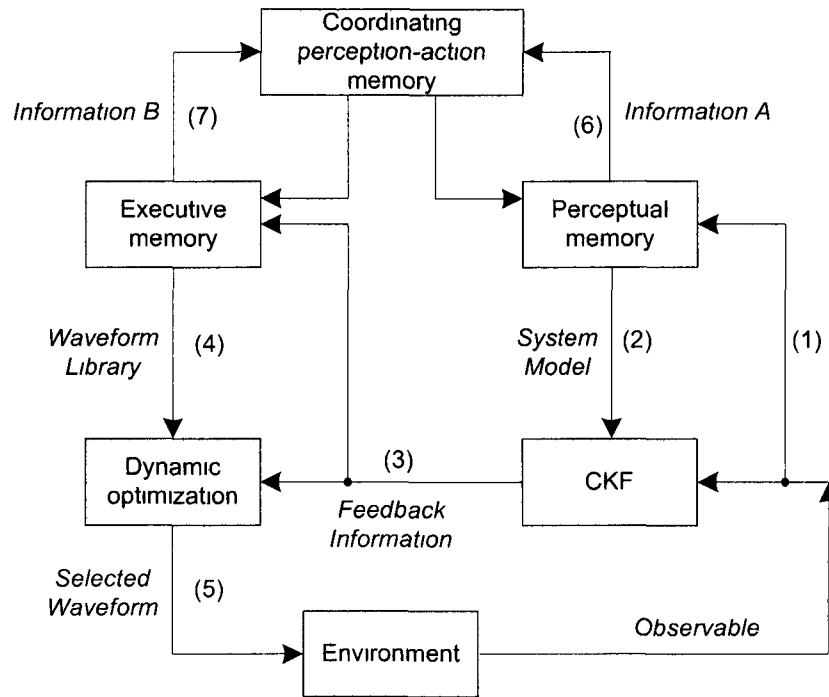 Coordinating
perception-action
memory
Information B
(7)
(6)
Information A
Executive
memory
Perceptual
memory
Waveform
Library
(4)
System
Model
(2)
(1)
Dynamic
optimization
(3)
Feedback
Information
CKF
Selected
Waveform
(5)
Environment
Observable